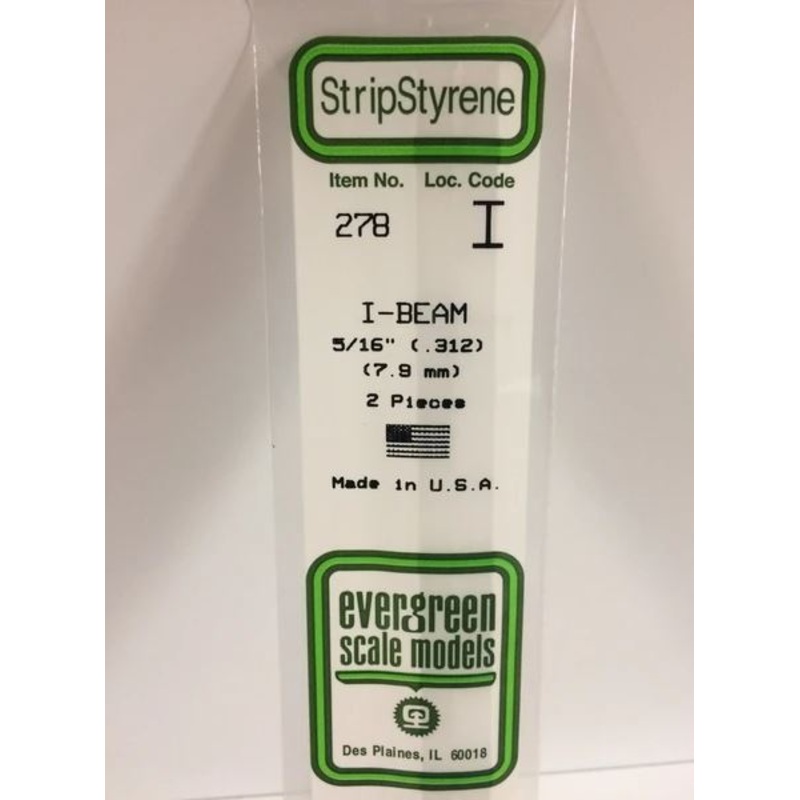 StripStyrene
Item No. Loc. Code
278 I
I-BEAM
5/16" (.312)
(7.9 mm)
2 Pieces
Made in U.S.A.
evergreen
scale models
Des Plaines, IL 60018